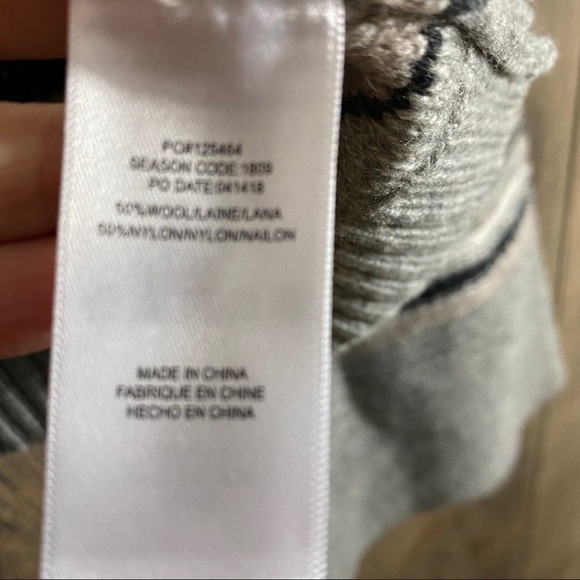 PO#125464
SEASON CODE:1809
PO DATE:041418
50%WOOL/LAINE/LANA
50%NYLON/NYLON/NAILON
MADE IN CHINA
FABRIQUE EN CHINE
HECHO EN CHINA